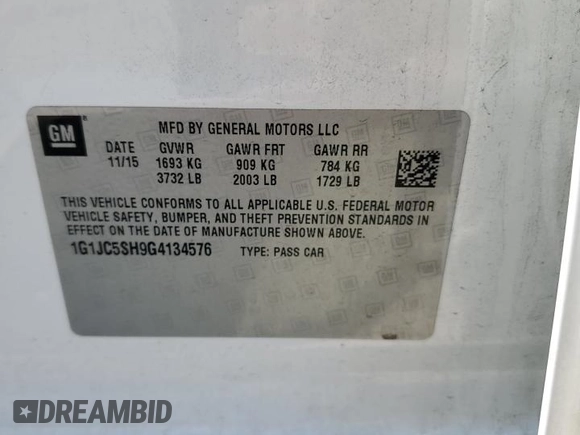 GM
®
MFD BY GENERAL MOTORS LLC
DATE GVWR GAWR FRT GAWR RR
11/15 1693 KG 909 KG 784 KG
3732 LB 2003 LB 1729 LB
THIS VEHICLE CONFORMS TO ALL APPLICABLE U.S. FEDERAL MOTOR
VEHICLE SAFETY, BUMPER, AND THEFT PREVENTION STANDARDS IN
EFFECT ON THE DATE OF MANUFACTURE SHOWN ABOVE.
1G1JC5SH9G4134576 TYPE: PASS CAR
DREAMBID